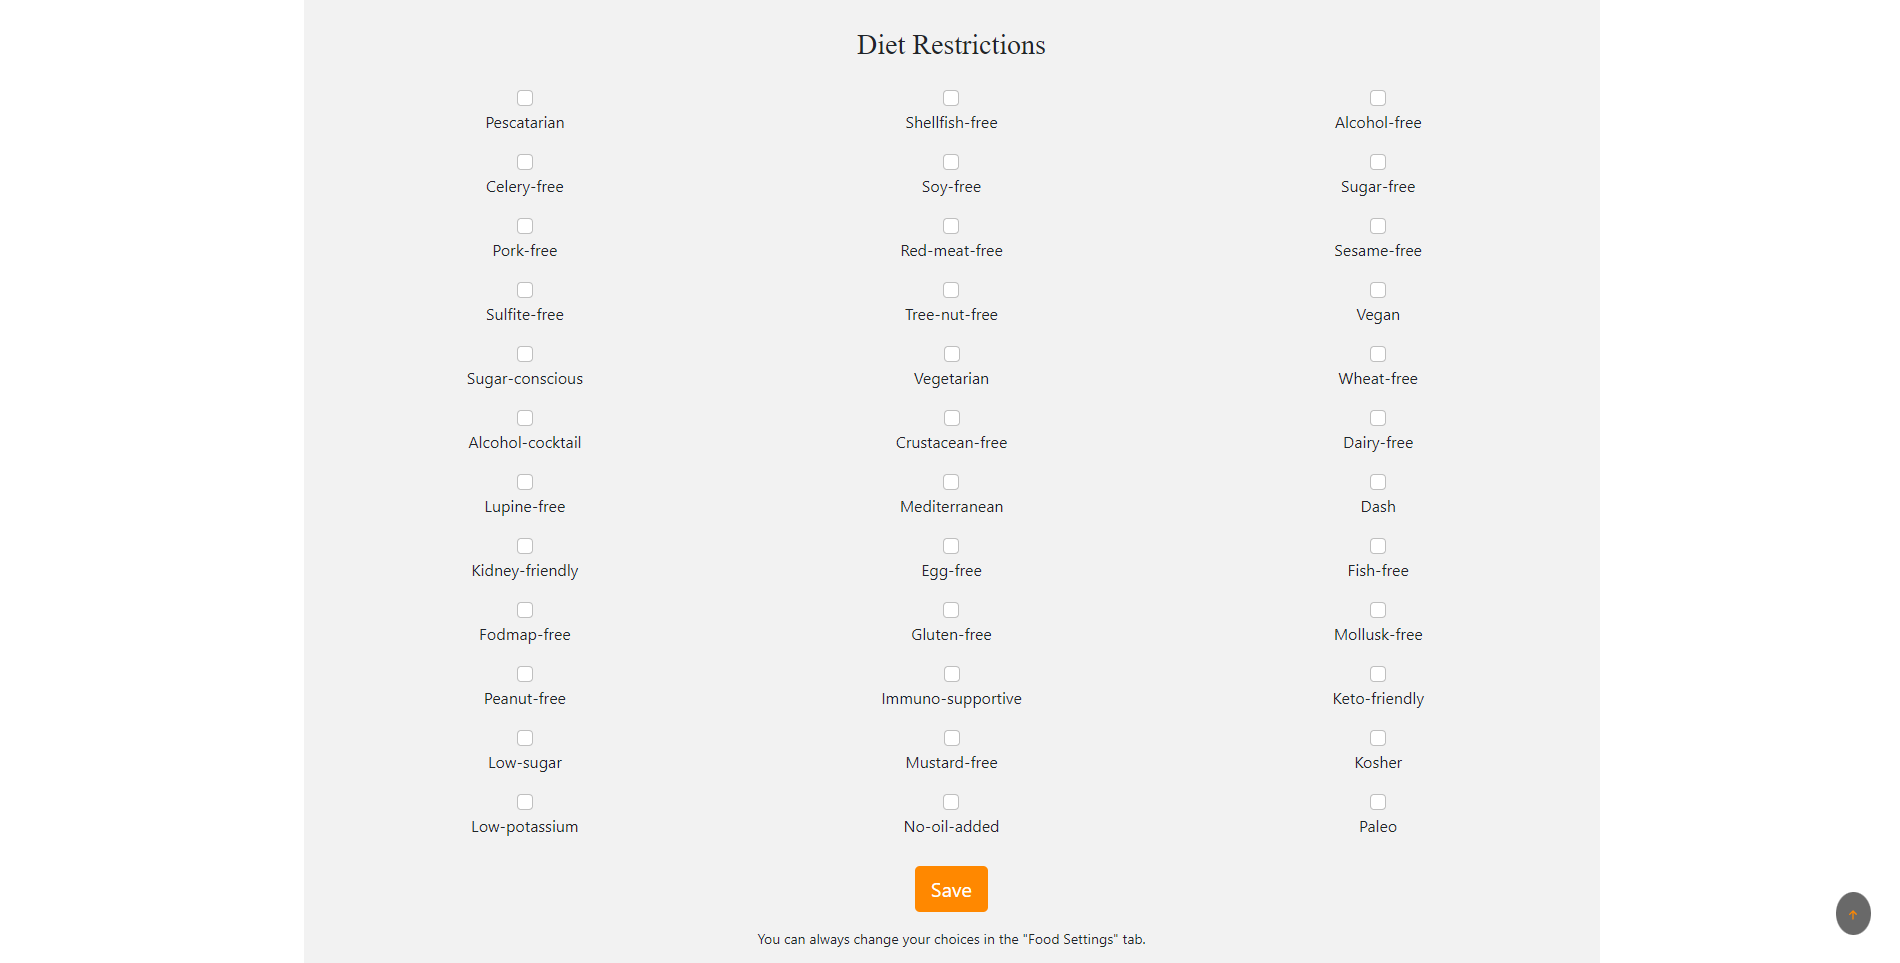 Diet Restrictions
Pescatarian Shellfish-free Alcohol-free
Celery-free Soy-free Sugar-free
Pork-free Red-meat-free Sesame-free
Sulfite-free Tree-nut-free Vegan
Sugar-conscious Vegetarian Wheat-free
Alcohol-cocktail Crustacean-free Dairy-free
Lupine-free Mediterranean Dash
Kidney-friendly Egg-free Fish-free
Fodmap-free Gluten-free Mollusk-free
Peanut-free Immuno-supportive Keto-friendly
Low-sugar Mustard-free Kosher
Low-potassium No-oil-added Paleo
Save
You can always change your choices in the "Food Settings" tab.